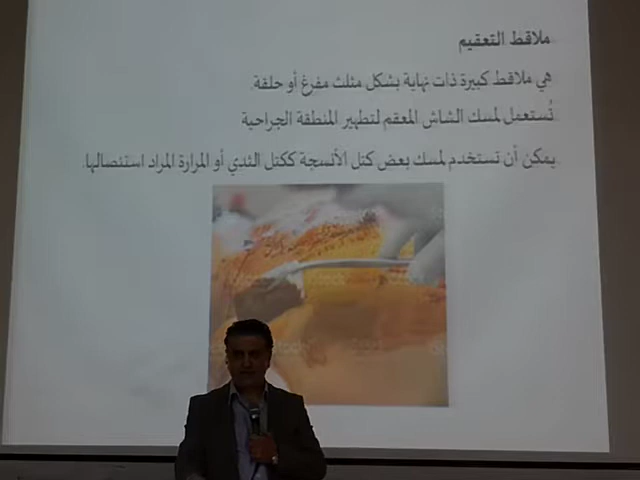 ملاقط التعقيم
هي ملاقط كبيرة ذات نهاية بشكل مثلث مفرغ أو حلقة.
تُستعمل لمسك الشاش المعقم لتطهير المنطقة الجراحية
يمكن أن تستخدم لمسك بعض كتل الأنسجة ككتل الثدي أو المرارة المراد استئصالها.